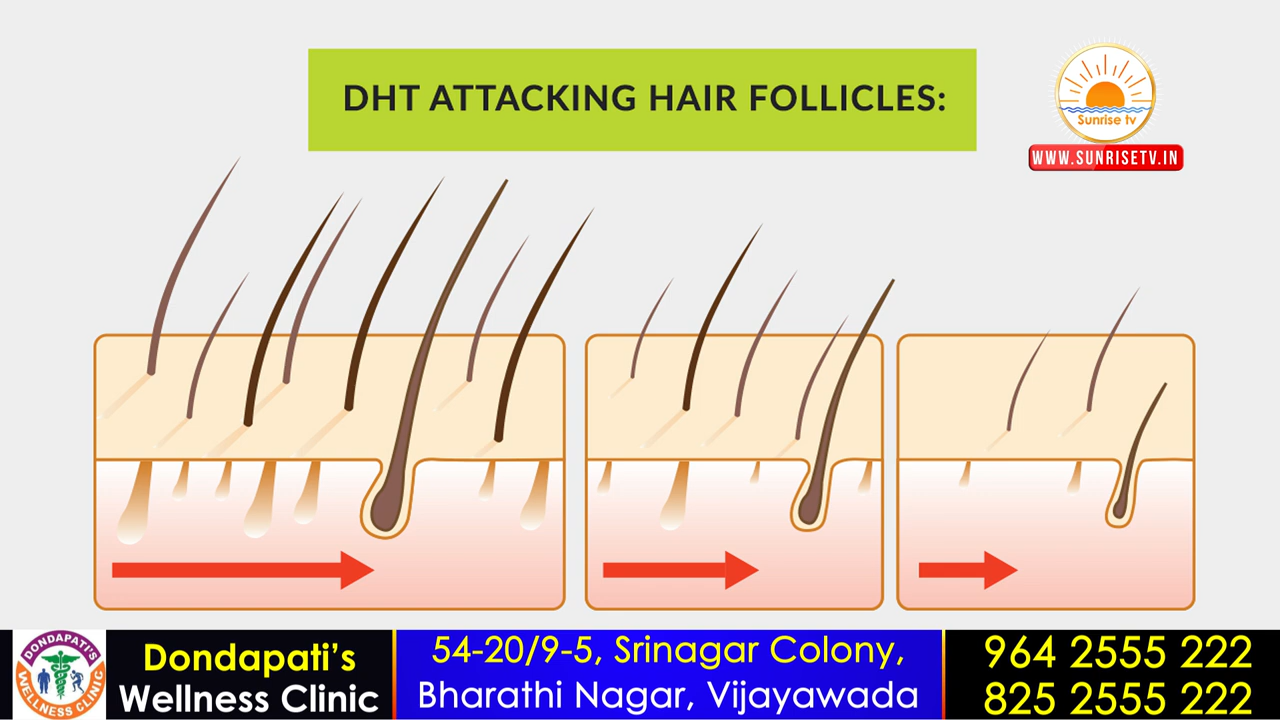 DHT ATTACKING HAIR FOLLICLES:
Sunrise tv
WWW.SUNRISETV.IN
DONDAPATI'S
WELLNESS CLINIC
Dondapati's
Wellness Clinic
54-20/9-5, Srinagar Colony,
Bharathi Nagar, Vijayawada
964 2555 222
825 2555 222